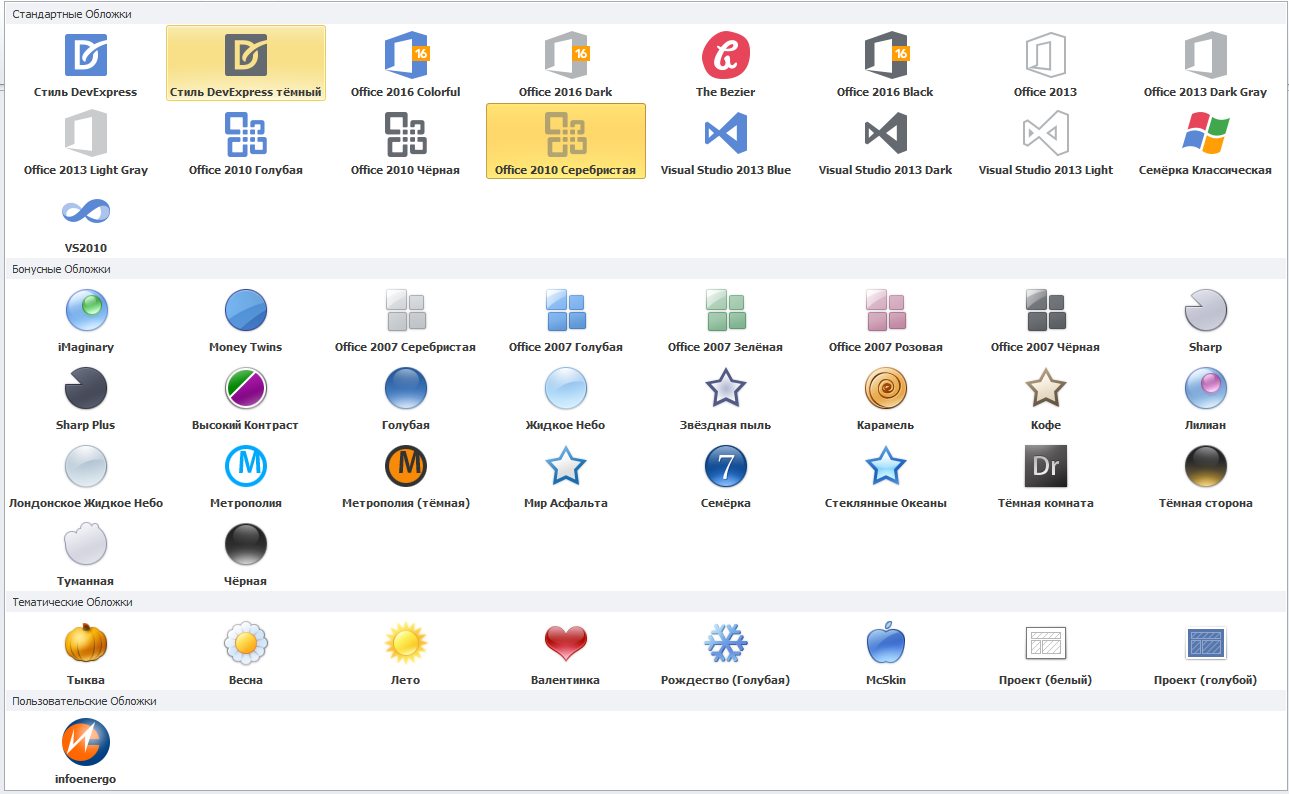 Стандартные Обложки
16 16 16
Стиль DevExpress Стиль DevExpress тёмный Office 2016 Colorful Office 2016 Dark The Bezier Office 2016 Black Office 2013 Office 2013 Dark Gray
Office 2013 Light Gray Office 2010 Голубая Office 2010 Чёрная Office 2010 Серебристая Visual Studio 2013 Blue Visual Studio 2013 Dark Visual Studio 2013 Light Семёрка Классическая
VS2010
Бонусные Обложки
iMaginary Money Twins Office 2007 Серебристая Office 2007 Голубая Office 2007 Зелёная Office 2007 Розовая Office 2007 Чёрная Sharp
Sharp Plus Высокий Контраст Голубая Жидкое Небо Звёздная пыль Карамель Кофе Лилиан
M M 7 Dr
Лондонское Жидкое Небо Метрополия Метрополия (тёмная) Мир Асфальта Семёрка Стеклянные Океаны Тёмная комната Тёмная сторона
Туманная Чёрная
Тематические Обложки
Тыква Весна Лето Валентинка Рождество (Голубая) McSkin Проект (белый) Проект (голубой)
Пользовательские Обложки
infoenergo